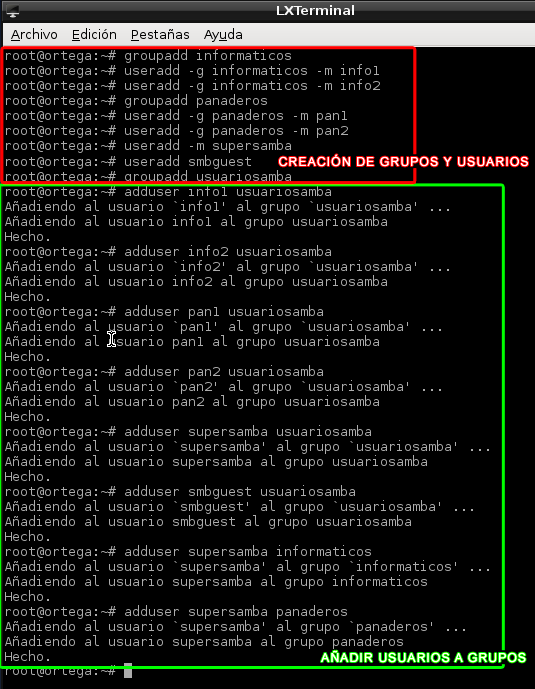 LXTerminal
Archivo Edición Pestañas Ayuda
root@ortega:~# groupadd informaticos
root@ortega:~# useradd -g informaticos -m info1
root@ortega:~# useradd -g informaticos -m info2
root@ortega:~# groupadd panaderos
root@ortega:~# useradd -g panaderos -m pan1
root@ortega:~# useradd -g panaderos -m pan2
root@ortega:~# useradd -m supersamba
root@ortega:~# useradd smbguest CREACIÓN DE GRUPOS Y USUARIOS
root@ortega:~# groupadd usuariosamba
root@ortega:~# adduser info1 usuariosamba
Añadiendo al usuario `info1' al grupo `usuariosamba' ...
Añadiendo al usuario info1 al grupo usuariosamba
Hecho.
root@ortega:~# adduser info2 usuariosamba
Añadiendo al usuario `info2' al grupo `usuariosamba' ...
Añadiendo al usuario info2 al grupo usuariosamba
Hecho.
root@ortega:~# adduser pan1 usuariosamba
Añadiendo al usuario `pan1' al grupo `usuariosamba' ...
Añadiendo al usuario pan1 al grupo usuariosamba
Hecho.
root@ortega:~# adduser pan2 usuariosamba
Añadiendo al usuario `pan2' al grupo `usuariosamba' ...
Añadiendo al usuario pan2 al grupo usuariosamba
Hecho.
root@ortega:~# adduser supersamba usuariosamba
Añadiendo al usuario `supersamba' al grupo `usuariosamba' ...
Añadiendo al usuario supersamba al grupo usuariosamba
Hecho.
root@ortega:~# adduser smbguest usuariosamba
Añadiendo al usuario `smbguest' al grupo `usuariosamba' ...
Añadiendo al usuario smbguest al grupo usuariosamba
Hecho.
root@ortega:~# adduser supersamba informaticos
Añadiendo al usuario `supersamba' al grupo `informaticos' ...
Añadiendo al usuario supersamba al grupo informaticos
Hecho.
root@ortega:~# adduser supersamba panaderos
Añadiendo al usuario `supersamba' al grupo `panaderos' ...
Añadiendo al usuario supersamba al grupo panaderos
Hecho. AÑADIR USUARIOS A GRUPOS
root@ortega:~#